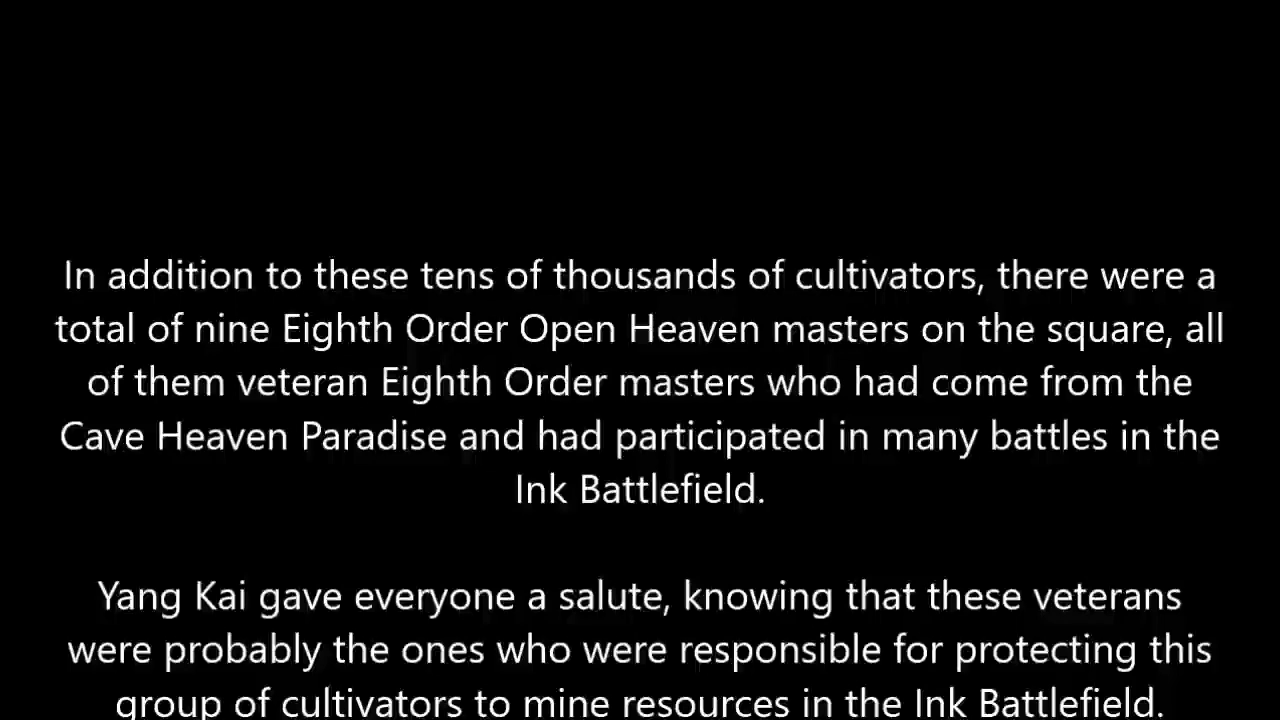 In addition to these tens of thousands of cultivators, there were a
total of nine Eighth Order Open Heaven masters on the square, all
of them veteran Eighth Order masters who had come from the
Cave Heaven Paradise and had participated in many battles in the
Ink Battlefield.
Yang Kai gave everyone a salute, knowing that these veterans
were probably the ones who were responsible for protecting this
group of cultivators to mine resources in the Ink Battlefield.